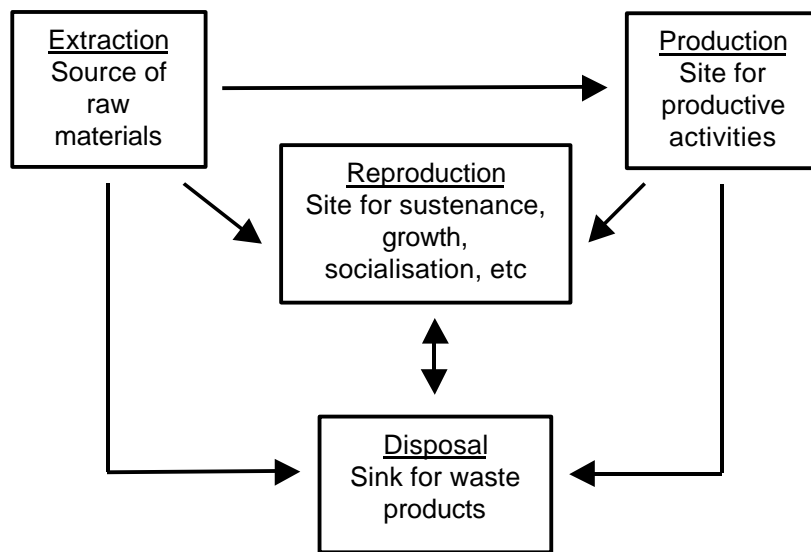 Extraction
Source of
raw
materials
Production
Site for
productive
activities
Reproduction
Site for sustenance,
growth,
socialisation, etc
Disposal
Sink for waste
products